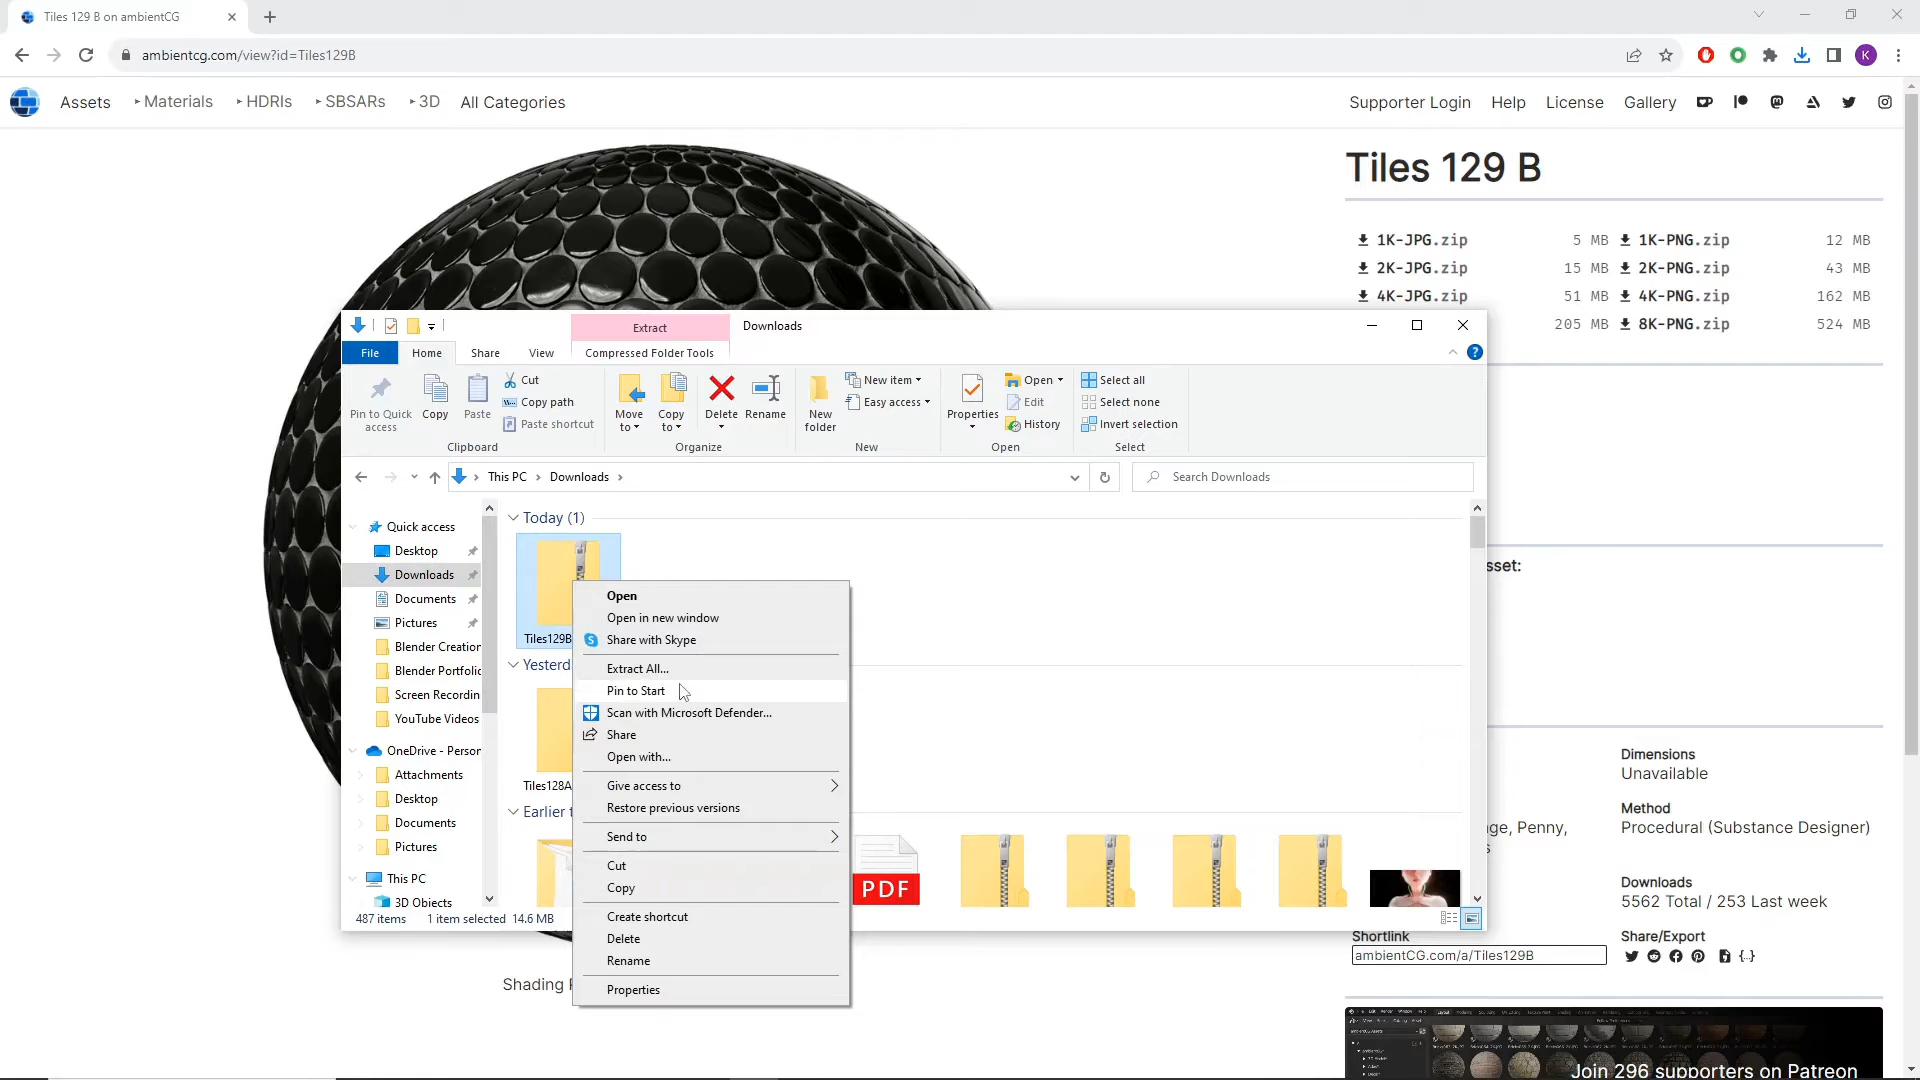 Tiles 129 B on ambientCG
ambientcg.com/view?id=Tiles129B
K
Assets Materials HDRIs SBSARs 3D All Categories
Supporter Login Help License Gallery
Tiles 129 B
1K-JPG.zip 5 MB 1K-PNG.zip 12 MB
2K-JPG.zip 15 MB 2K-PNG.zip 43 MB
4K-JPG.zip 51 MB 4K-PNG.zip 162 MB
205 MB 8K-PNG.zip 524 MB
Extract
Downloads
File Home Share View Compressed Folder Tools
Pin to Quick access
Copy
Paste
Cut
Copy path
Paste shortcut
Clipboard
Move to
Copy to
Delete
Rename
Organize
New folder
New item
Easy access
New
Properties
Open
Edit
History
Open
Select all
Select none
Invert selection
Select
This PC Downloads
Search Downloads
Quick access
Desktop
Downloads
Documents
Pictures
Blender Creation
Blender Portfolio
Screen Recordin
YouTube Videos
OneDrive - Person
Attachments
Desktop
Documents
Pictures
This PC
3D Objects
Today (1)
Tiles129B
Yesterd
Tiles128A
Earlier t
PDF
Open
Open in new window
S Share with Skype
Extract All...
Pin to Start
Scan with Microsoft Defender...
Share
Open with...
Give access to
Restore previous versions
Send to
Cut
Copy
Create shortcut
Delete
Rename
Properties
487 items 1 item selected 14.6 MB
Shading
sset:
Dimensions
Unavailable
Method
Procedural (Substance Designer)
ge, Penny,
s
Downloads
5562 Total / 253 Last week
Shortlink
ambientCG.com/a/Tiles129B
Share/Export
Join 296 supporters on Patreon